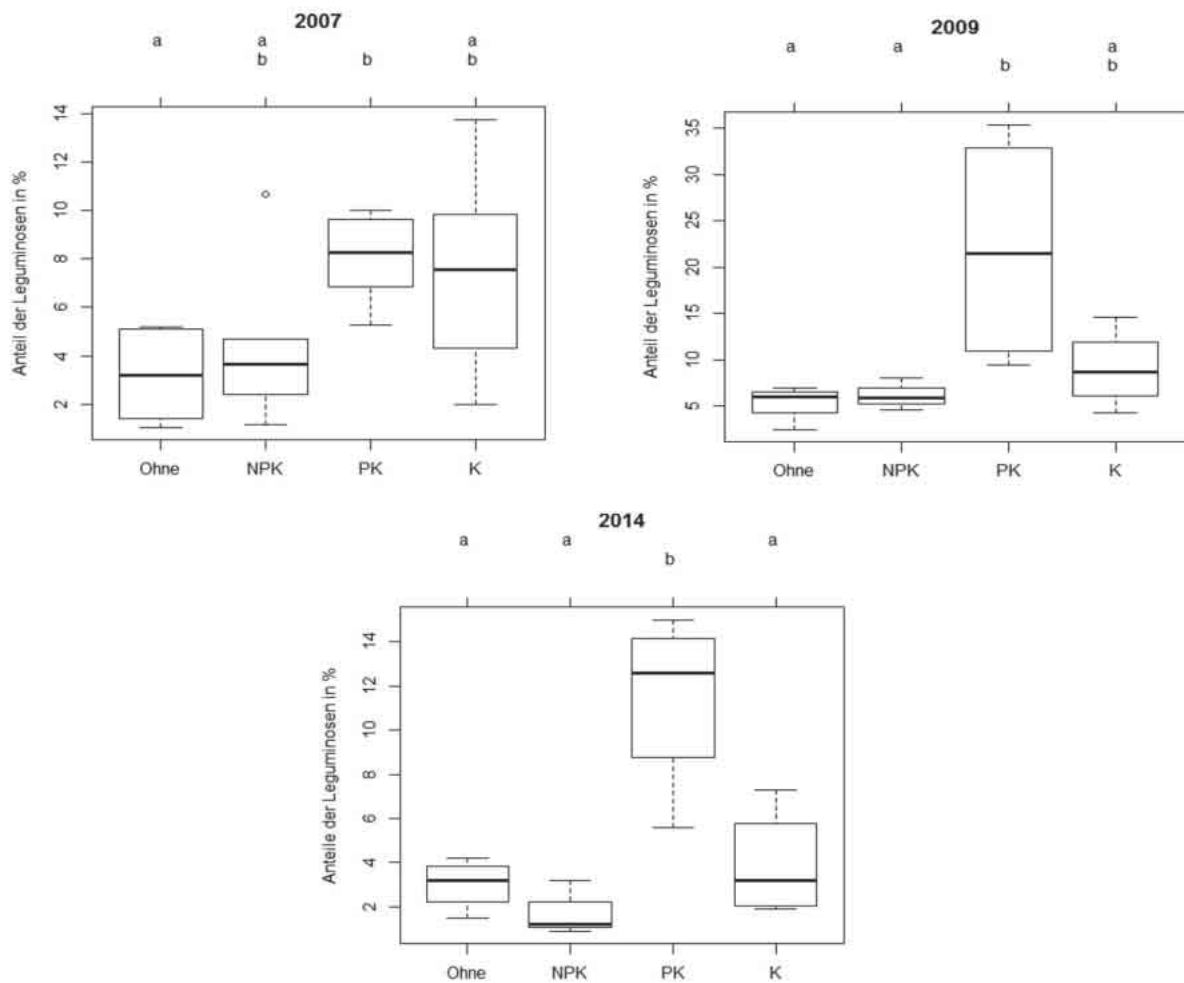 2007
a a b a b b
Anteil der Leguminosen in %
14
12
10
8
6
4
2
Ohne NPK PK K
2009
a a b a b
Anteil der Leguminosen in %
35
30
25
20
15
10
5
Ohne NPK PK K
2014
a a b a
Anteile der Leguminosen in %
14
12
10
8
6
4
2
Ohne NPK PK K